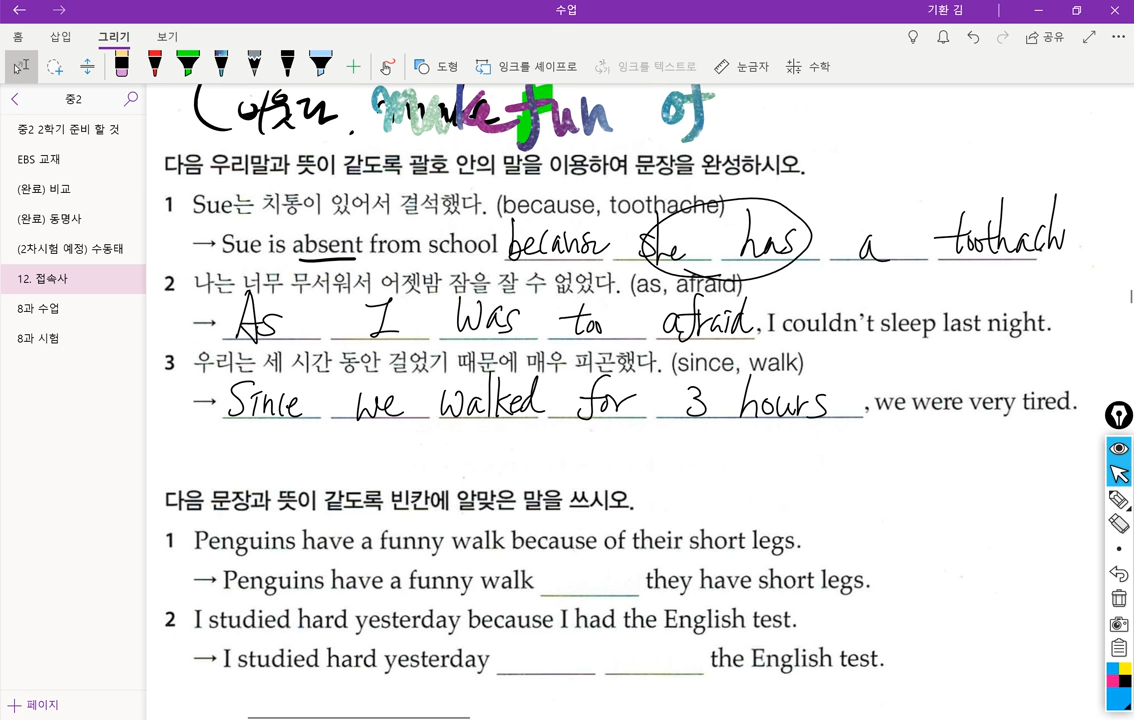 수업
기환 김
홈 삽입 그리기 보기
공유
도형 잉크를 셰이프로 잉크를 텍스트로 눈금자 수학
중2
중2 2학기 준비 할 것
EBS 교재
(완료) 비교
(완료) 동명사
(2차시험 예정) 수동태
12. 접속사
8과 수업
8과 시험
페이지
make fun of
다음 우리말과 뜻이 같도록 괄호 안의 말을 이용하여 문장을 완성하시오.
1 Sue는 치통이 있어서 결석했다. (because, toothache)
→ Sue is absent from school because she has a toothach
2 나는 너무 무서워서 어젯밤 잠을 잘 수 없었다. (as, afraid)
→ As I was too afraid, I couldn't sleep last night.
3 우리는 세 시간 동안 걸었기 때문에 매우 피곤했다. (since, walk)
→ Since we walked for 3 hours, we were very tired.
다음 문장과 뜻이 같도록 빈칸에 알맞은 말을 쓰시오.
1 Penguins have a funny walk because of their short legs.
→ Penguins have a funny walk ____ they have short legs.
2 I studied hard yesterday because I had the English test.
→ I studied hard yesterday ____ ____ the English test.